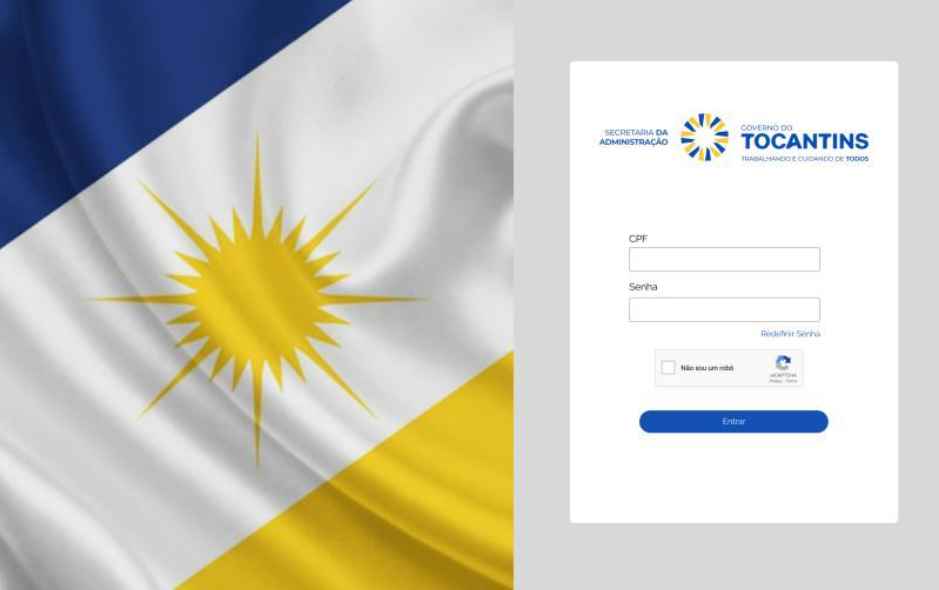 SECRETARIA DA
ADMINISTRAÇÃO
GOVERNO DO
TOCANTINS
TRABALHANDO E CUIDANDO DE TODOS
CPF
Senha
Redefinir Senha
Não sou um robô
reCAPTCHA
Privacy - Terms
Entrar